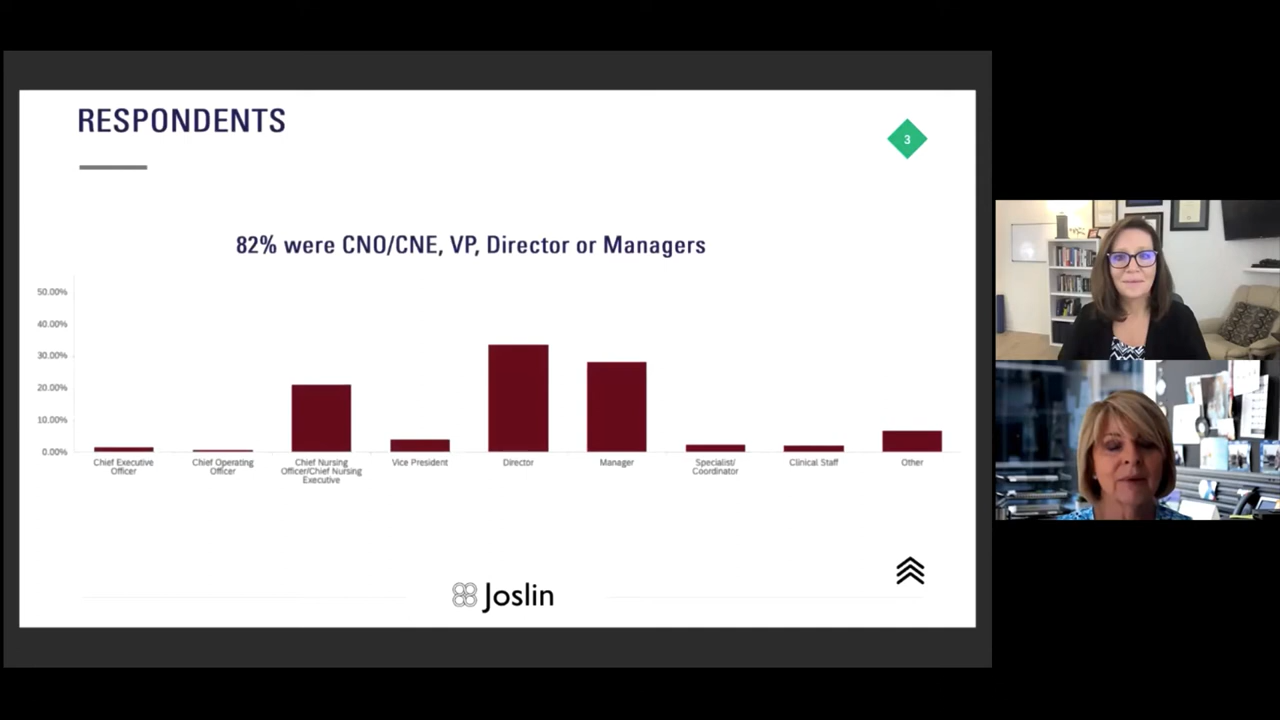 RESPONDENTS
3
82% were CNO/CNE, VP, Director or Managers
50.00%
40.00%
30.00%
20.00%
10.00%
0.00%
Chief Executive
Officer
Chief Operating
Officer
Chief Nursing
Officer/Chief Nursing
Executive
Vice President
Director
Manager
Specialist/
Coordinator
Clinical Staff
Other
Joslin